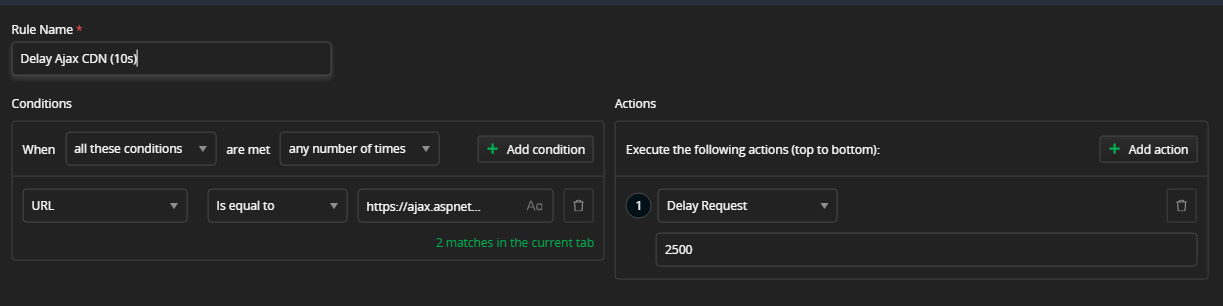 Rule Name *
Delay Ajax CDN (10s)
Conditions
Actions
When all these conditions are met any number of times + Add condition
Execute the following actions (top to bottom): + Add action
URL Is equal to https://ajax.aspnet... Aa
1 Delay Request
2 matches in the current tab
2500